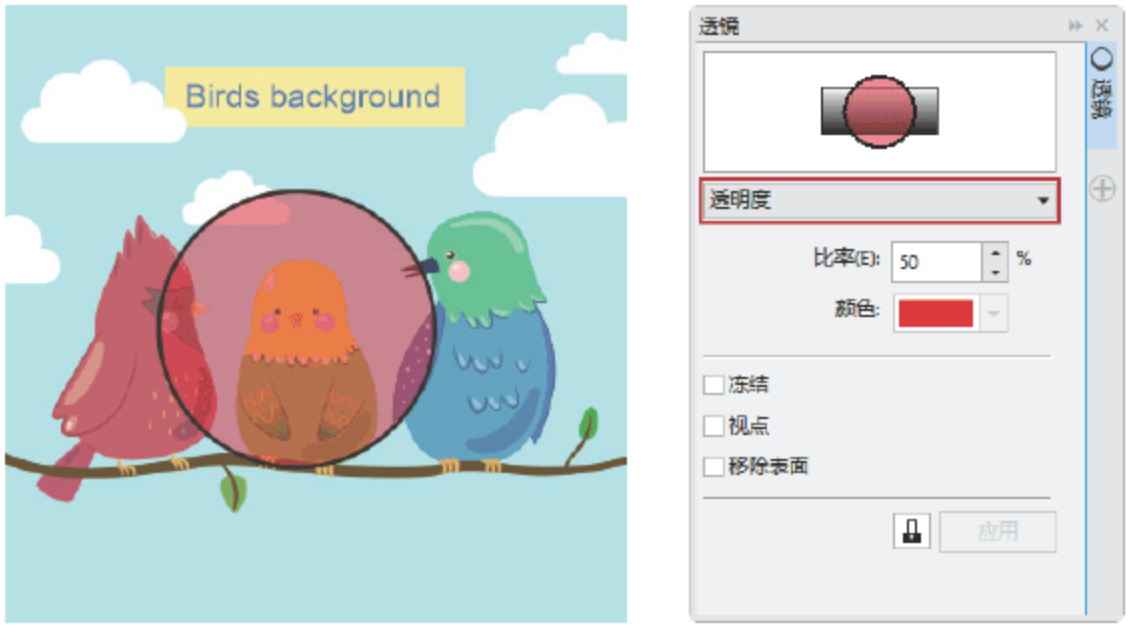 Birds background
透镜
透镜
透明度
比率(E): 50 %
颜色:
冻结
视点
移除表面
应用